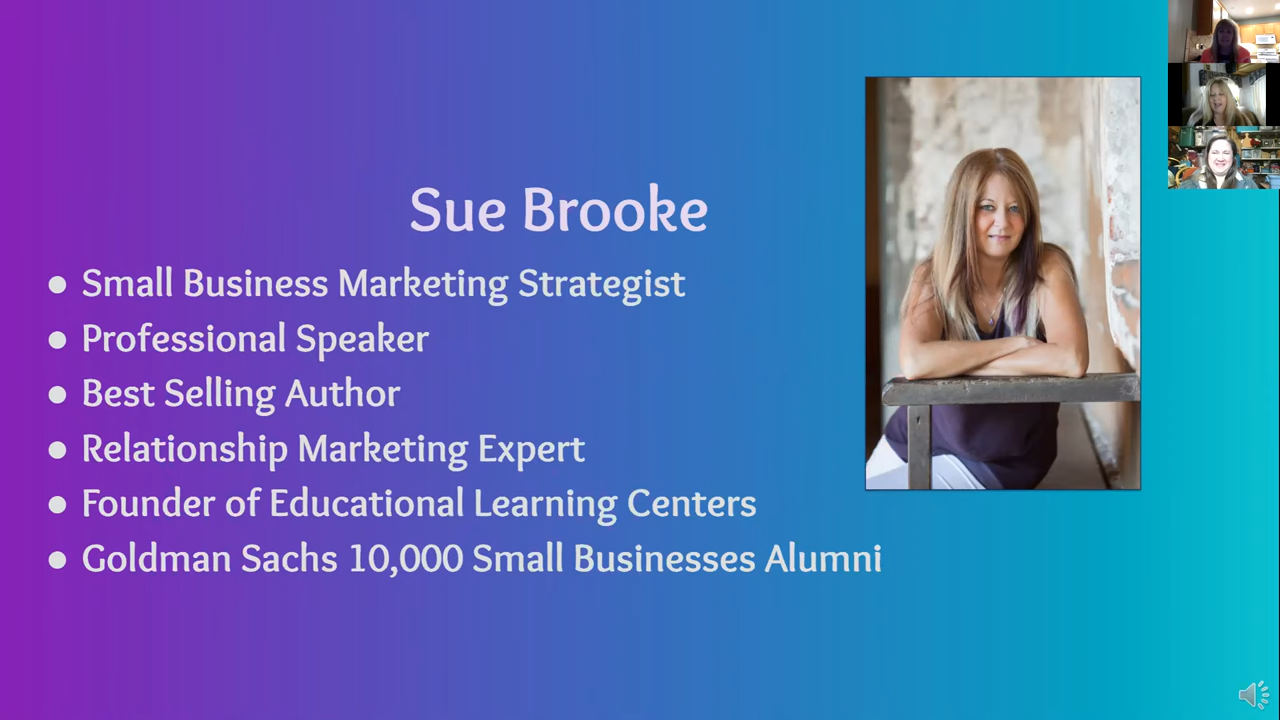 Sue Brooke
● Small Business Marketing Strategist
● Professional Speaker
● Best Selling Author
● Relationship Marketing Expert
● Founder of Educational Learning Centers
● Goldman Sachs 10,000 Small Businesses Alumni